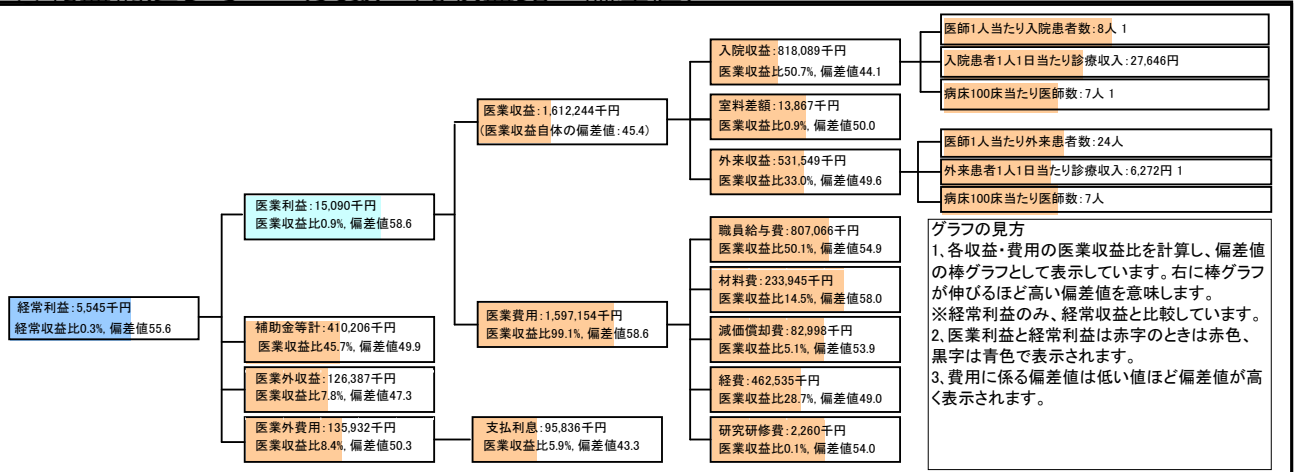 医師1人当たり入院患者数:8人 1
入院収益:818,089千円
医業収益比50.7%, 偏差値44.1
入院患者1人1日当たり診療収入:27,646円
病床100床当たり医師数:7人 1
医業収益:1,612,244千円
(医業収益自体の偏差値:45.4)
室料差額:13,867千円
医業収益比0.9%, 偏差値50.0
医師1人当たり外来患者数:24人
外来収益:531,549千円
医業収益比33.0%, 偏差値49.6
外来患者1人1日当たり診療収入:6,272円 1
病床100床当たり医師数:7人
医業利益:15,090千円
医業収益比0.9%, 偏差値58.6
職員給与費:807,066千円
医業収益比50.1%, 偏差値54.9
材料費:233,945千円
医業収益比14.5%, 偏差値58.0
経常利益:5,545千円
経常収益比0.3%, 偏差値55.6
医業費用:1,597,154千円
医業収益比99.1%, 偏差値58.6
減価償却費:82,998千円
医業収益比5.1%, 偏差値53.9
補助金等計:410,206千円
医業収益比45.7%, 偏差値49.9
経費:462,535千円
医業収益比28.7%, 偏差値49.0
医業外収益:126,387千円
医業収益比7.8%, 偏差値47.3
医業外費用:135,932千円
医業収益比8.4%, 偏差値50.3
支払利息:95,836千円
医業収益比5.9%, 偏差値43.3
研究研修費:2,260千円
医業収益比0.1%, 偏差値54.0
グラフの見方
1、各収益・費用の医業収益比を計算し、偏差値
の棒グラフとして表示しています。右に棒グラフ
が伸びるほど高い偏差値を意味します。
※経常利益のみ、経常収益と比較しています。
2、医業利益と経常利益は赤字のときは赤色、
黒字は青色で表示されます。
3、費用に係る偏差値は低い値ほど偏差値が高
く表示されます。